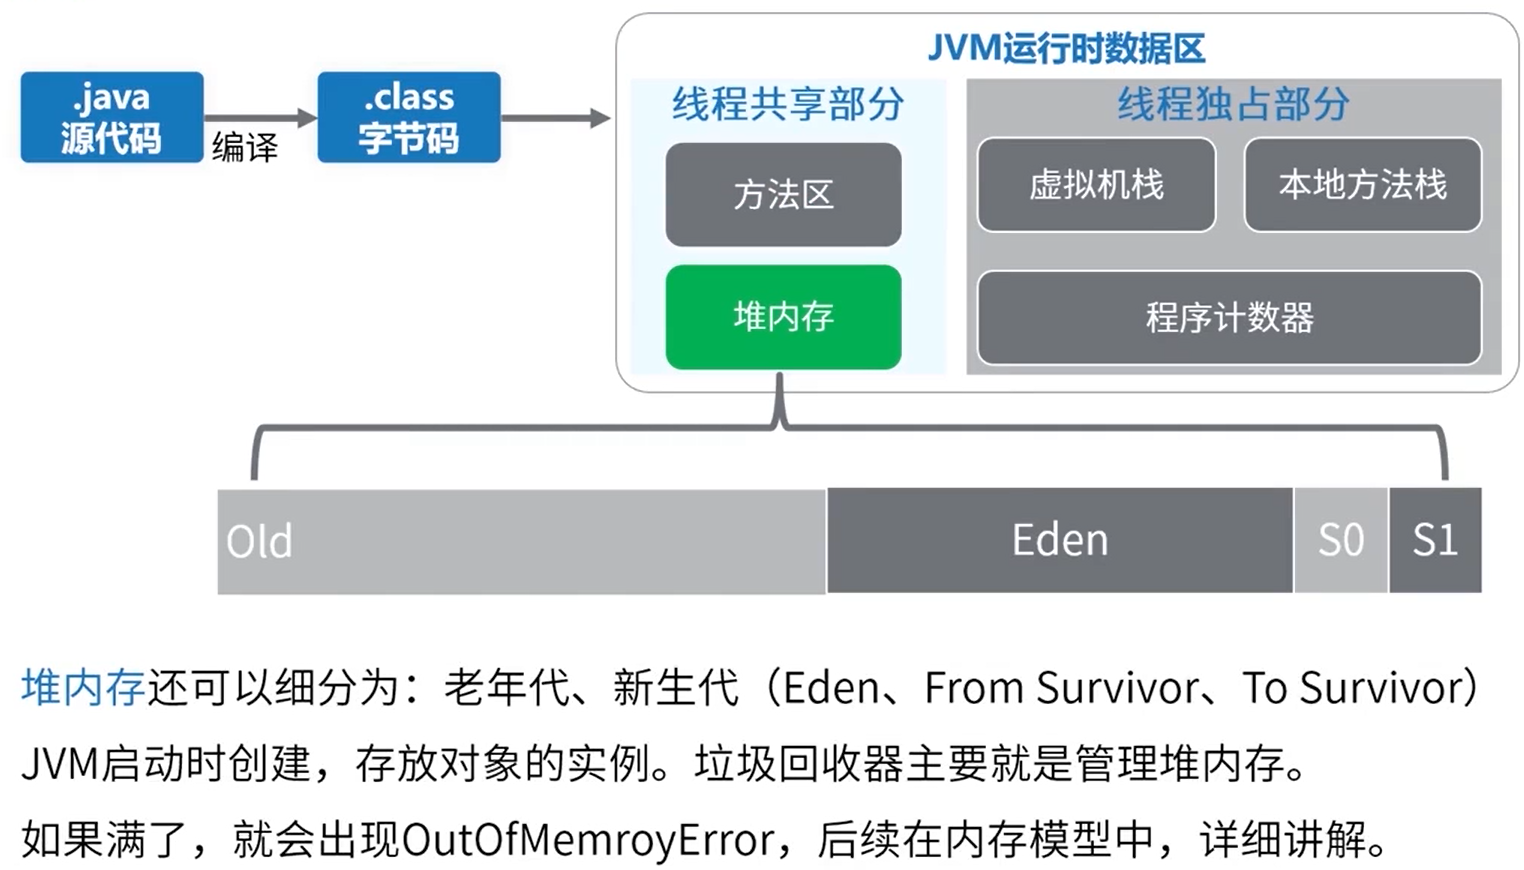 JVM运行时数据区
.java
源代码
编译
.class
字节码
线程共享部分
方法区
堆内存
线程独占部分
虚拟机栈
本地方法栈
程序计数器
Old
Eden
S0
S1
堆内存还可以细分为：老年代、新生代（Eden、From Survivor、To Survivor）
JVM启动时创建，存放对象的实例。垃圾回收器主要就是管理堆内存。
如果满了，就会出现OutOfMemroyError，后续在内存模型中，详细讲解。